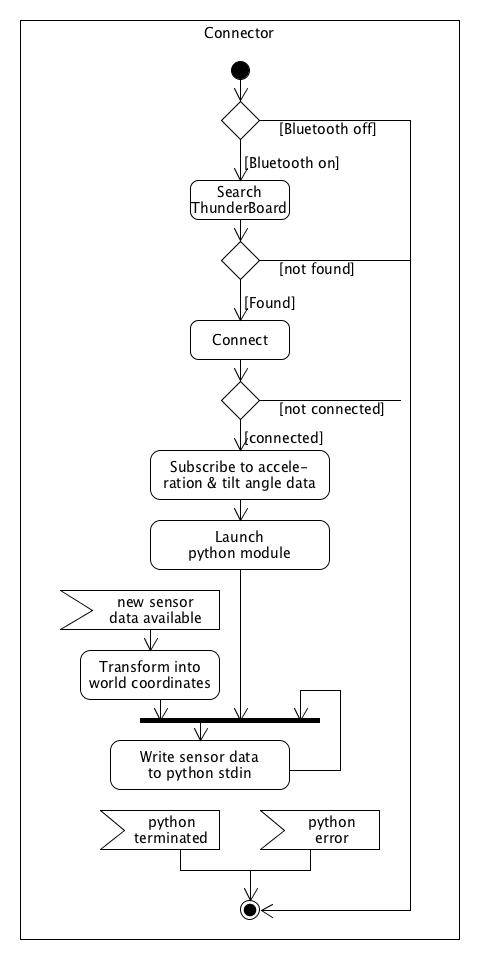 Connector
[Bluetooth off]
[Bluetooth on]
Search
ThunderBoard
[not found]
[Found]
Connect
[not connected]
[connected]
Subscribe to accele-
ration & tilt angle data
Launch
python module
new sensor
data available
Transform into
world coordinates
Write sensor data
to python stdin
python
terminated
python
error